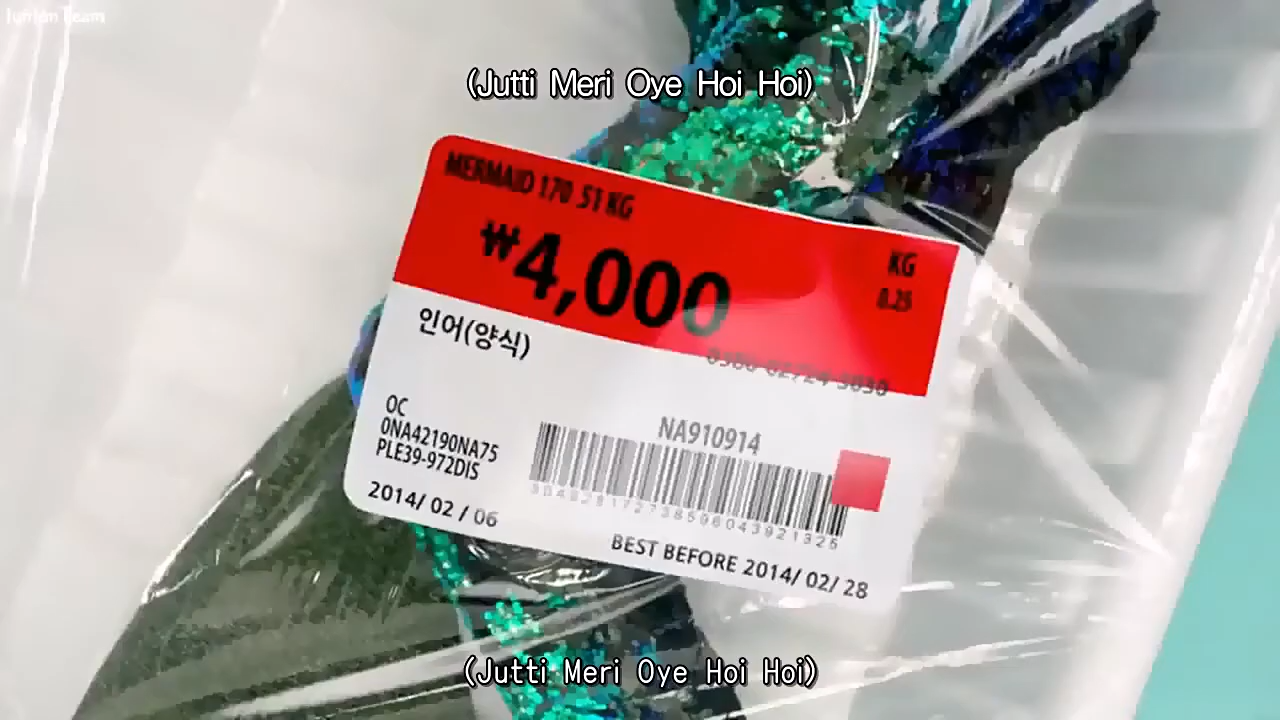 (Jutti Meri Oye Hoi Hoi)
MERMAID 170 .51 KG
₩4,000
KG
0.25
인어(양식)
OC
0NA42190NA75
PLE39-972DIS
NA910914
2014/ 02 / 06
BEST BEFORE 2014/ 02/ 28
(Jutti Meri Oye Hoi Hoi)